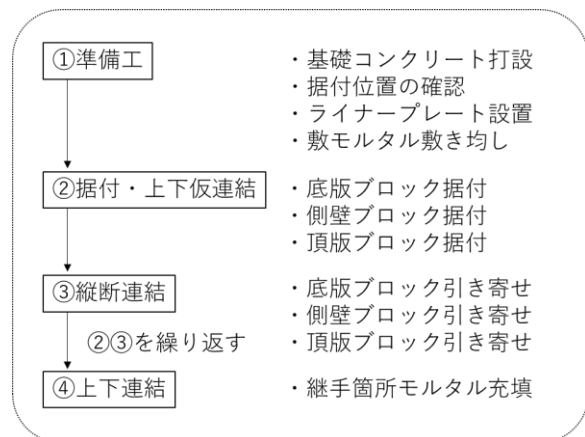 ①準備工
・基礎コンクリート打設
・据付位置の確認
・ライナープレート設置
・敷モルタル敷き均し
②据付・上下仮連結
・底版ブロック据付
・側壁ブロック据付
・頂版ブロック据付
③縦断連結
・底版ブロック引き寄せ
・側壁ブロック引き寄せ
・頂版ブロック引き寄せ
②③を繰り返す
④上下連結
・継手箇所モルタル充填